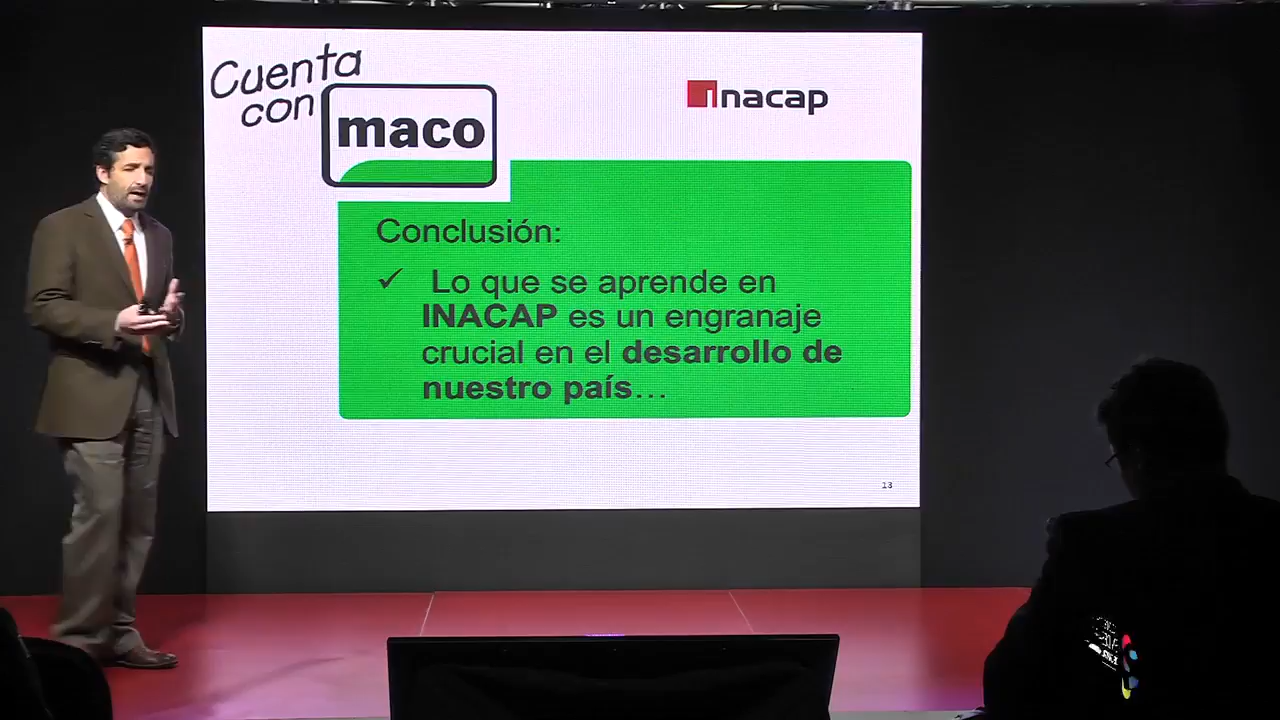 Cuenta
con
maco
Inacap
Conclusión:
✓ Lo que se aprende en
INACAP es un engranaje
crucial en el desarrollo de
nuestro país…
13